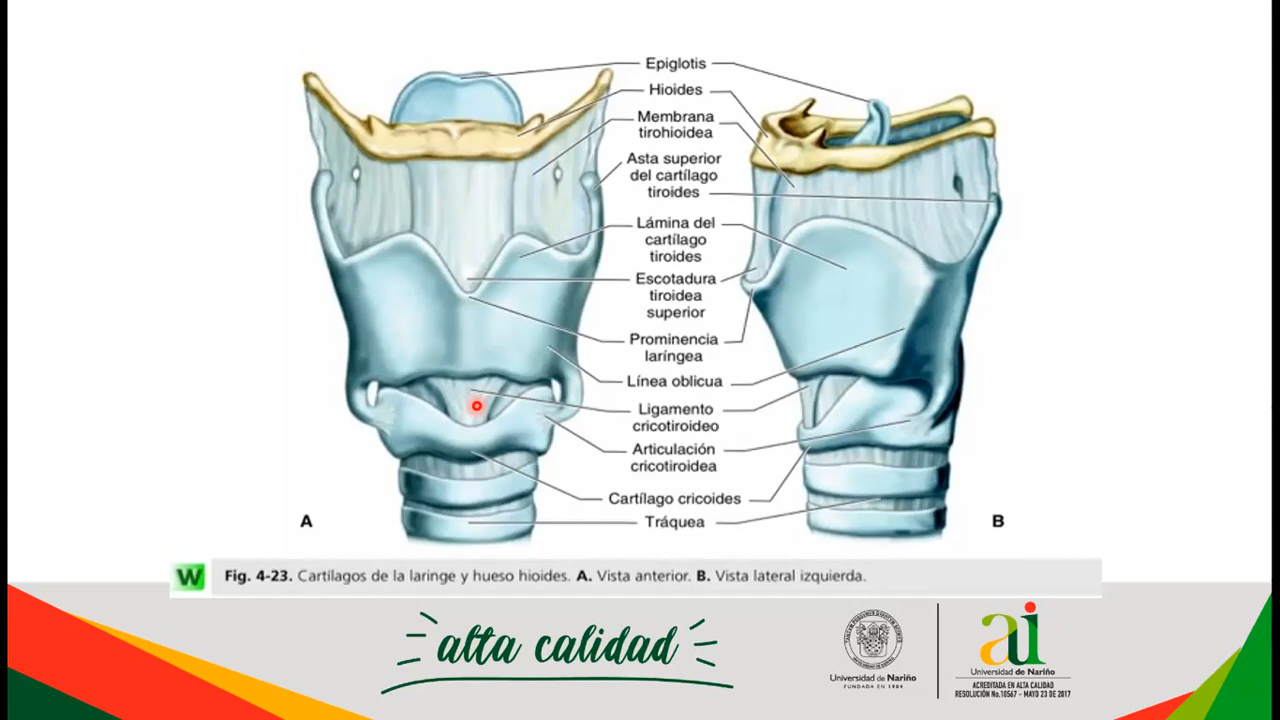 Epiglotis
Hioides
Membrana
tirohioidea
Asta superior
del cartílago
tiroides
Lámina del
cartílago
tiroides
Escotadura
tiroidea
superior
Prominencia
laríngea
Línea oblicua
Ligamento
cricotiroideo
Articulación
cricotiroidea
Cartílago cricoides
Tráquea
A
B
W
Fig. 4-23. Cartílagos de la laringe y hueso hioides. A. Vista anterior. B. Vista lateral izquierda.
alta calidad
Universidad de Nariño
FUNDADA EN 1904
ai
Universidad de Nariño
ACREDITADA EN ALTA CALIDAD
RESOLUCIÓN No.10567 - MAYO 23 DE 2017